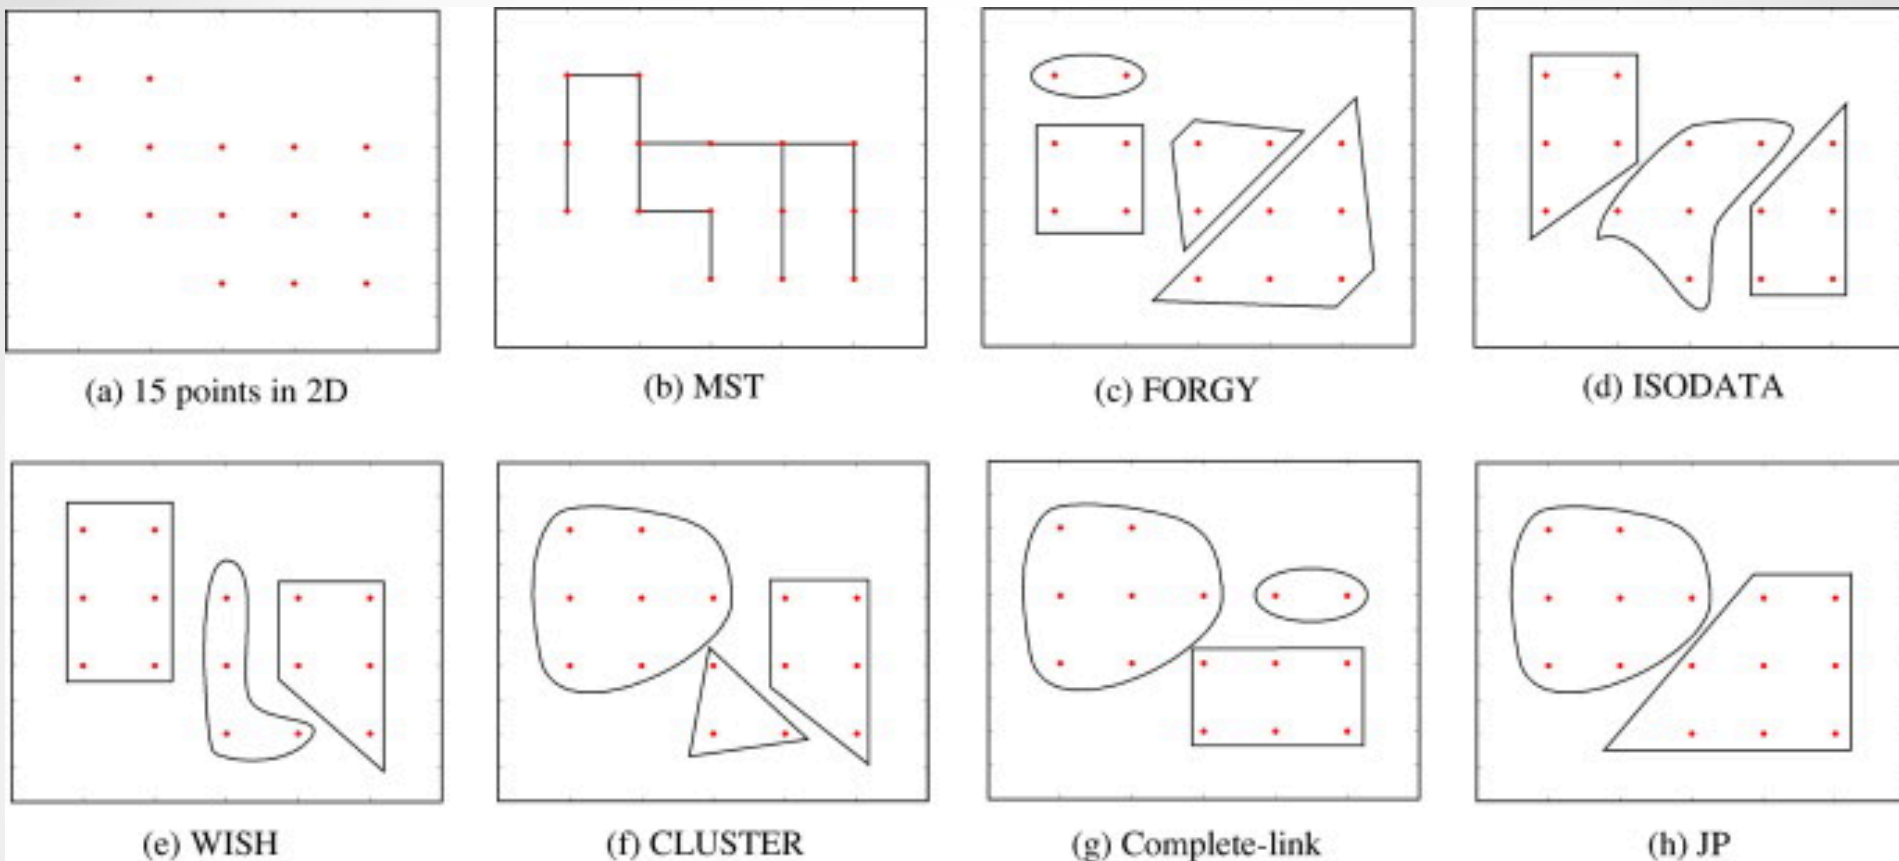 (a) 15 points in 2D
(b) MST
(c) FORGY
(d) ISODATA
(e) WISH
(f) CLUSTER
(g) Complete-link
(h) JP